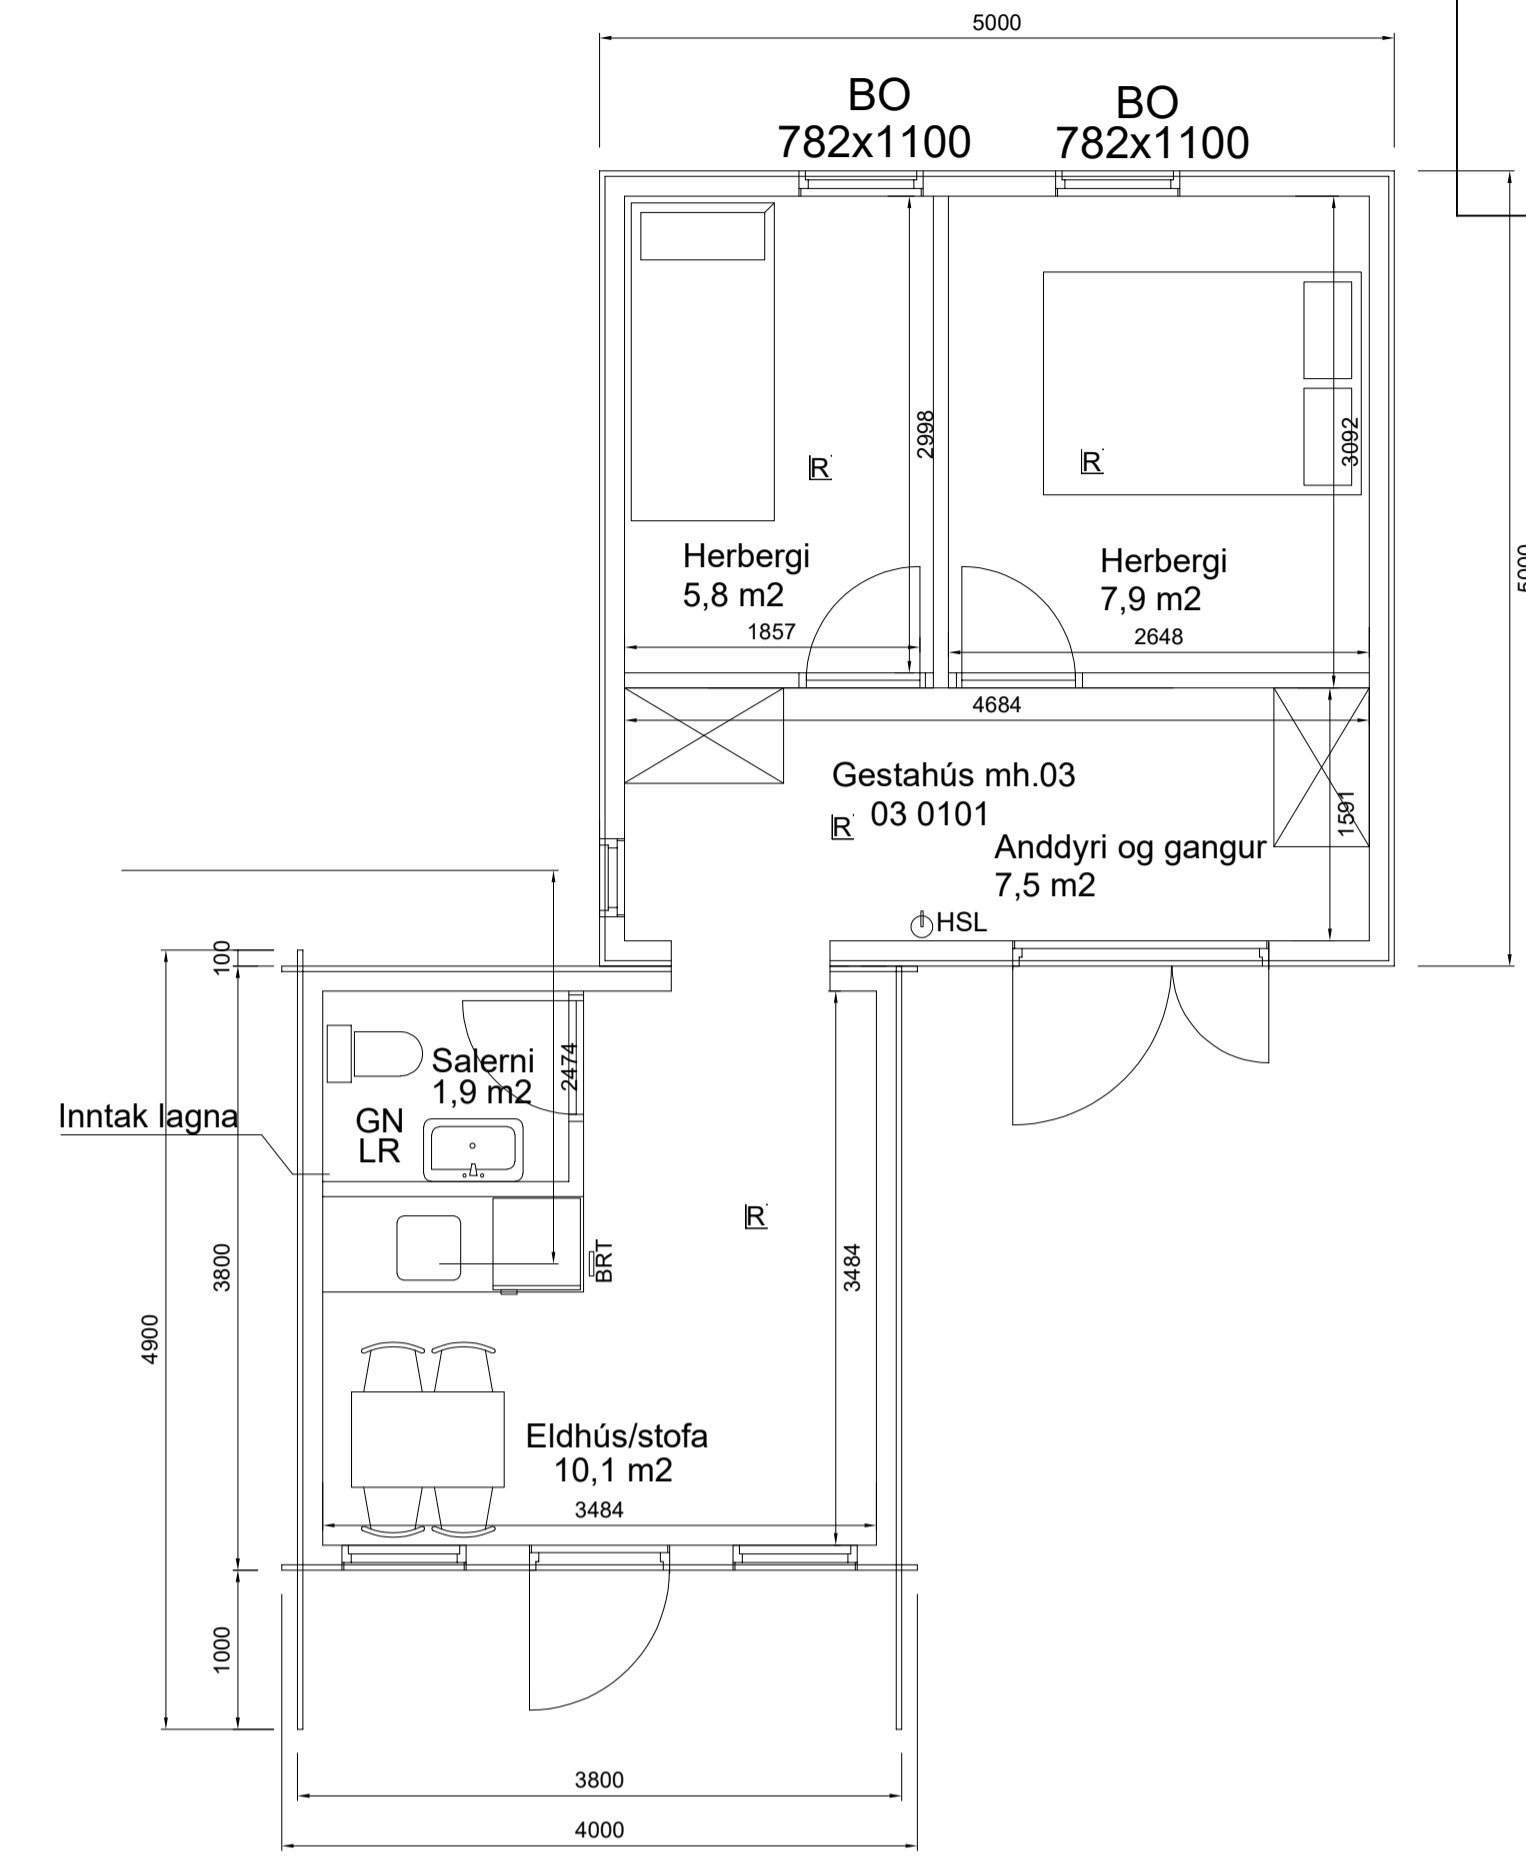 5000
BO
782x1100
BO
782x1100
5000
2998
3092
R
R
Herbergi
5,8 m2
Herbergi
7,9 m2
1857
2648
4684
Gestahús mh.03
03 0101
R
1591
Anddyri og gangur
7,5 m2
HSL
100
Salerni
1,9 m2
2474
Inntak lagna
GN
LR
R
BRT
3800
3484
4900
Eldhús/stofa
10,1 m2
3484
1000
3800
4000